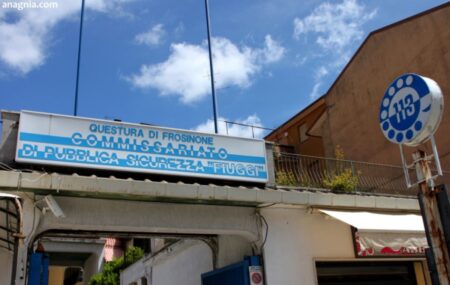 anagnia.com
QUESTURA DI FROSINONE
COMMISSARIATO
DI PUBBLICA SICUREZZA "FIUGGI"
113